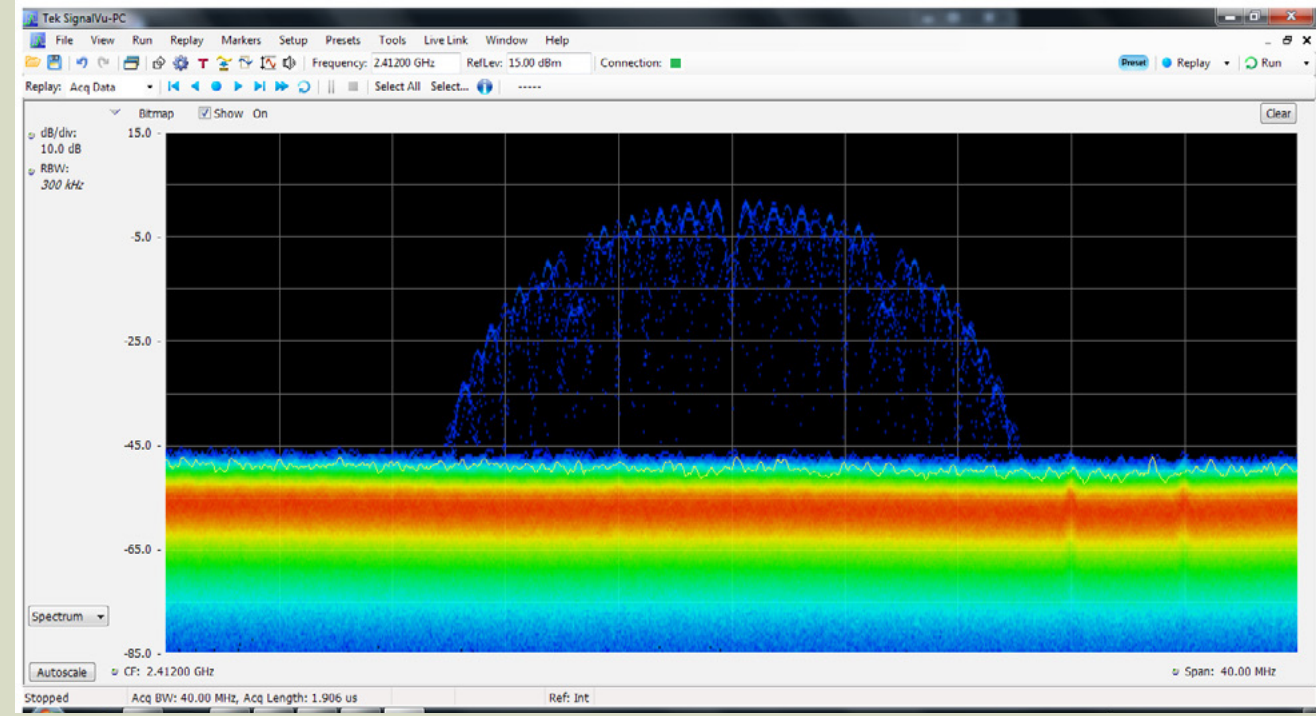 Tek SignalVu-PC
File View Run Replay Markers Setup Presets Tools Live Link Window Help
T Frequency: 2.41200 GHz RefLev: 15.00 dBm Connection: Preset Replay Run
Replay: Acq Data Select All Select... -----
Bitmap Show On Clear
dB/div: 15.0
10.0 dB
RBW:
300 kHz
-5.0
-25.0
-45.0
-65.0
Spectrum
-85.0
Autoscale CF: 2.41200 GHz Span: 40.00 MHz
Stopped Acq BW: 40.00 MHz, Acq Length: 1.906 us Ref: Int